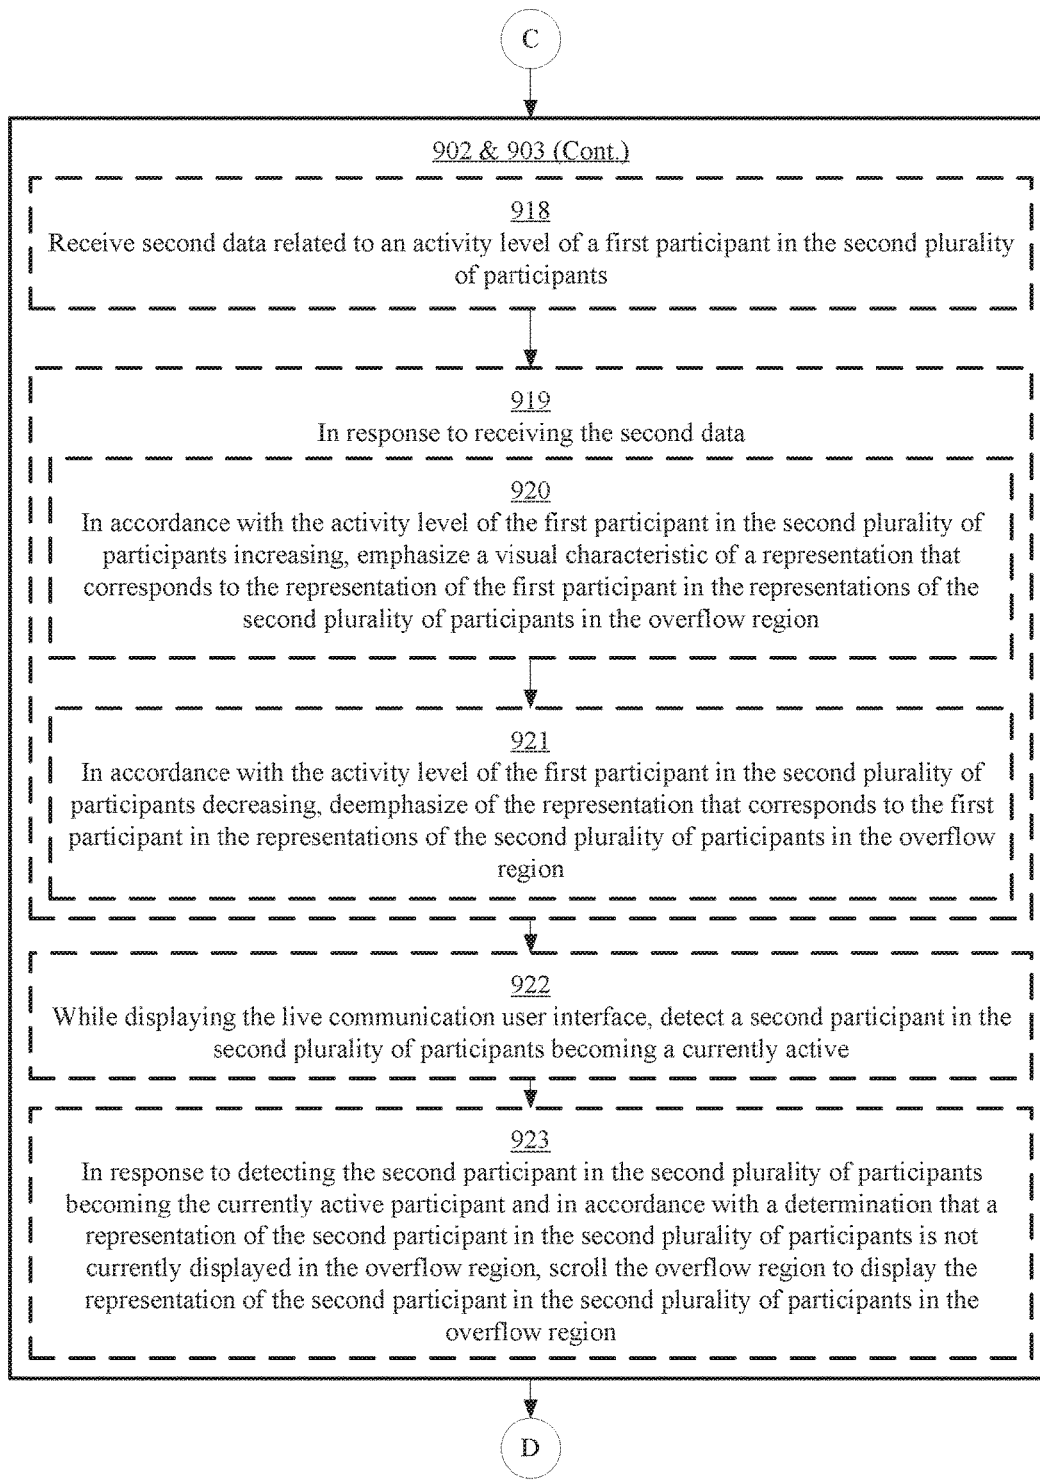 C
902 & 903 (Cont.)
918
Receive second data related to an activity level of a first participant in the second plurality
of participants
919
In response to receiving the second data
920
In accordance with the activity level of the first participant in the second plurality of
participants increasing, emphasize a visual characteristic of a representation that
corresponds to the representation of the first participant in the representations of the
second plurality of participants in the overflow region
921
In accordance with the activity level of the first participant in the second plurality of
participants decreasing, deemphasize of the representation that corresponds to the first
participant in the representations of the second plurality of participants in the overflow
region
922
While displaying the live communication user interface, detect a second participant in the
second plurality of participants becoming a currently active
923
In response to detecting the second participant in the second plurality of participants
becoming the currently active participant and in accordance with a determination that a
representation of the second participant in the second plurality of participants is not
currently displayed in the overflow region, scroll the overflow region to display the
representation of the second participant in the second plurality of participants in the
overflow region
D